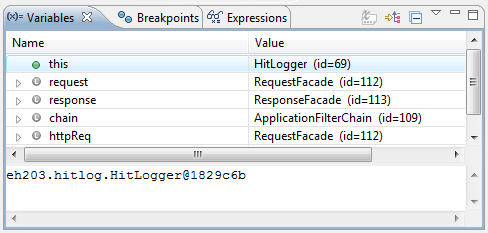 (x)= Variables Breakpoints Expressions
Name Value
this HitLogger (id=69)
request RequestFacade (id=112)
response ResponseFacade (id=113)
chain ApplicationFilterChain (id=109)
httpReq RequestFacade (id=112)
eh203.hitlog.HitLogger@1829c6b